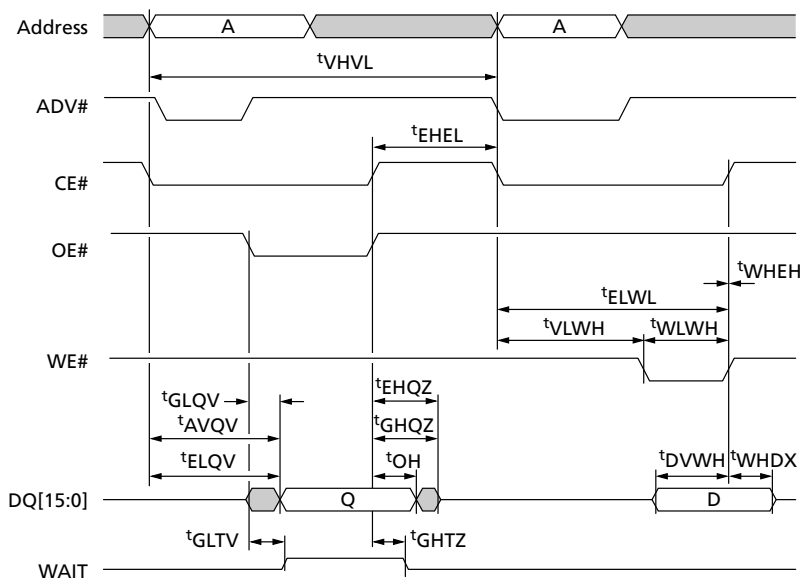 Address A A
tVHVL
ADV#
tEHEL
CE#
OE#
tWHEH
tELWL
tVLWH tWLWH
WE#
tEHQZ
tGLQV
tAVQV tGHQZ
tELQV tOH tDVWH tWHDX
DQ[15:0] Q D
tGLTV tGHTZ
WAIT